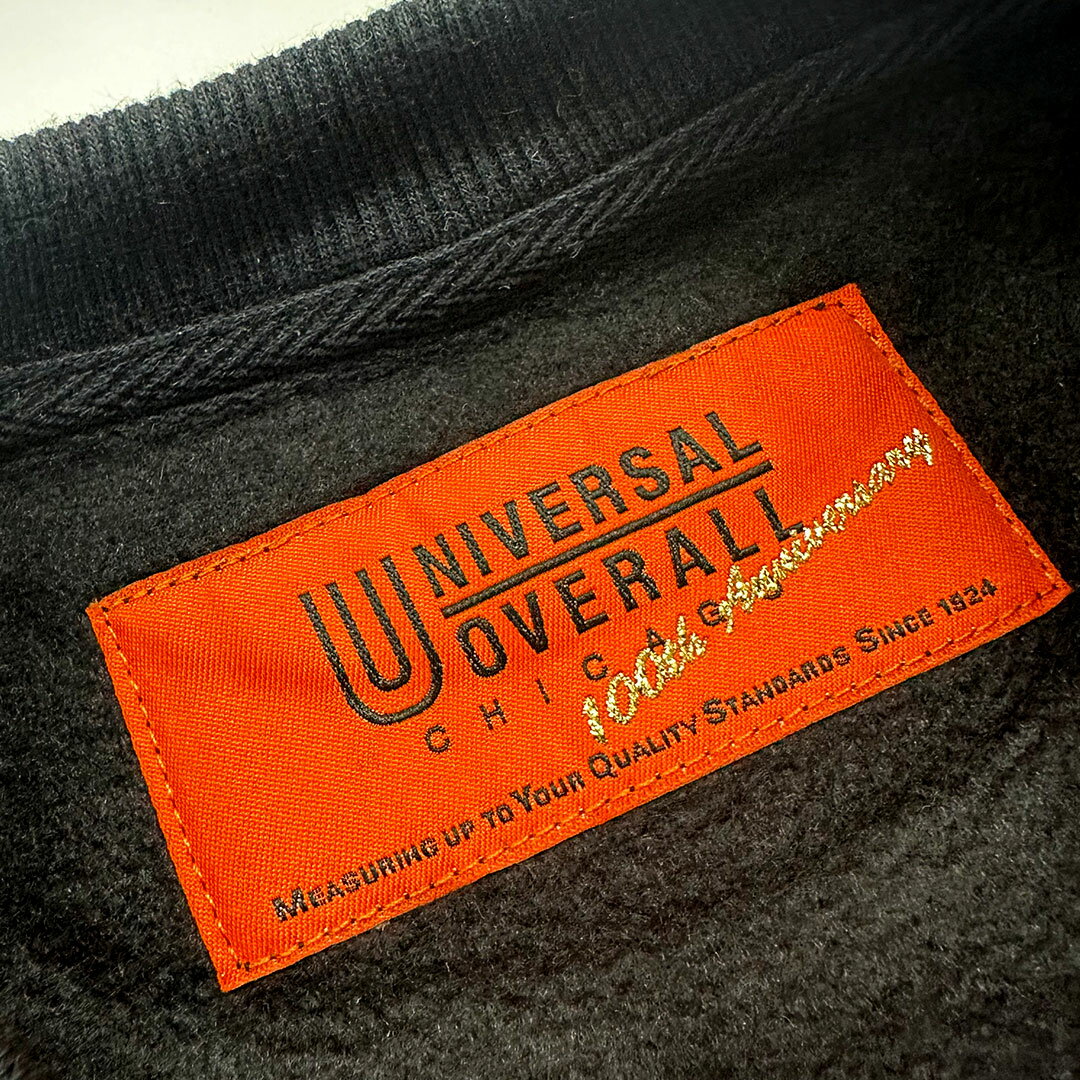 UNIVERSAL
OVERALL
CHICAGO
100th Anniversary
MEASURING UP TO YOUR QUALITY STANDARDS SINCE 1924